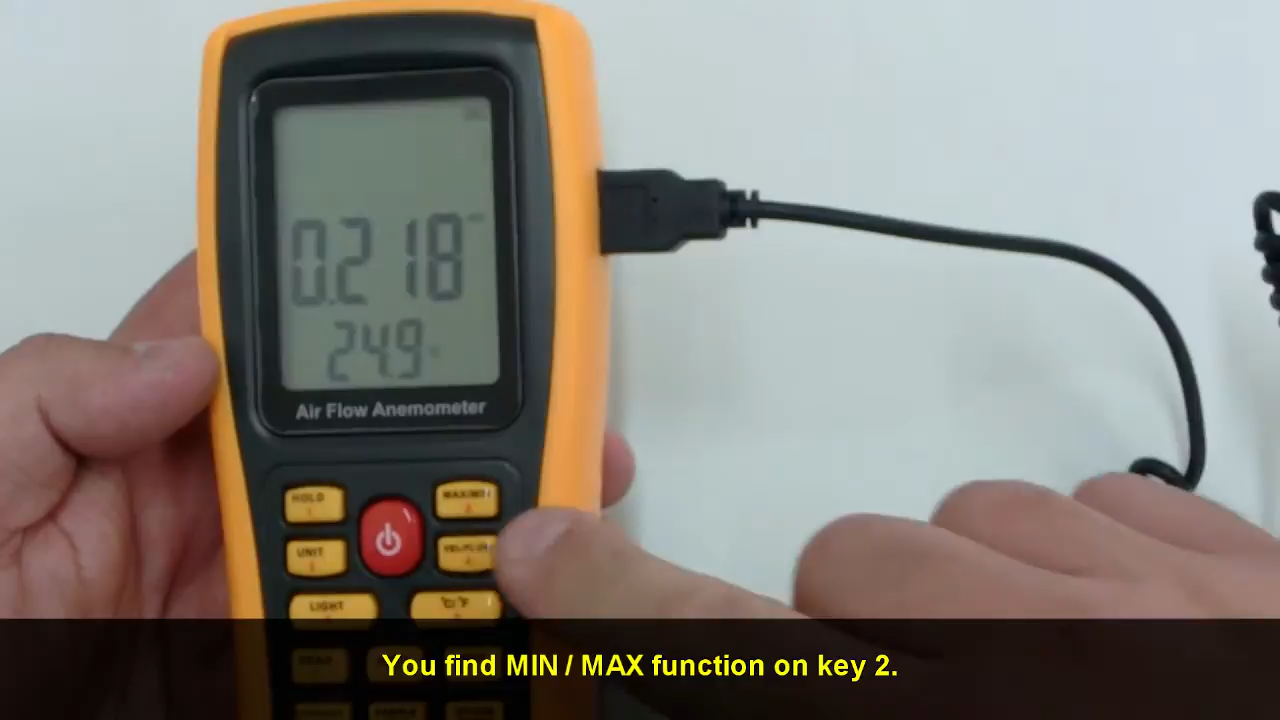 0.218
24.9
Air Flow Anemometer
HOLD
MAX/MIN
2
UNIT
LIGHT
°C/°F
You find MIN / MAX function on key 2.